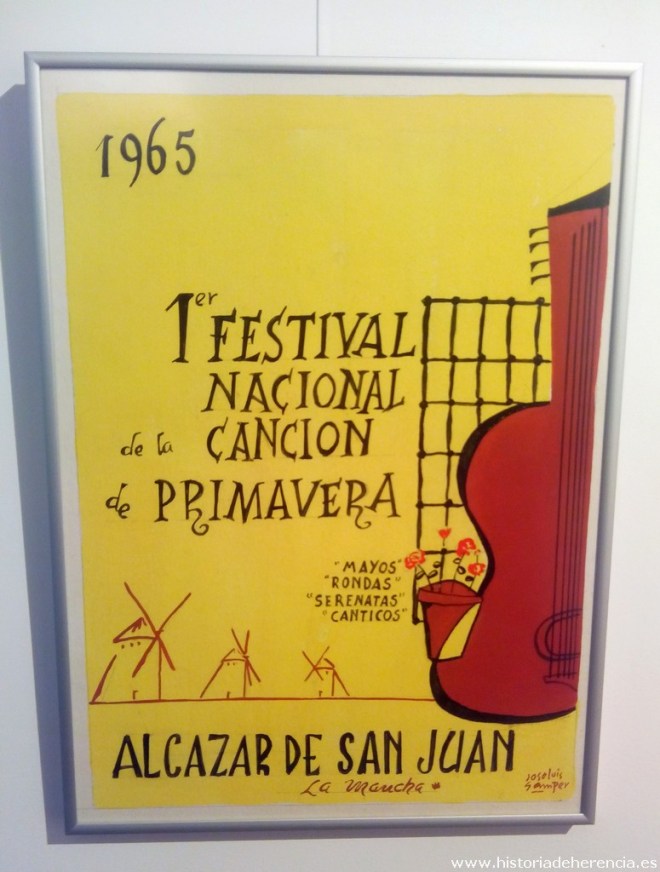 1965
1er FESTIVAL
NACIONAL
de la CANCION
de PRIMAVERA
"MAYOS"
"RONDAS"
"SERENATAS"
"CANTICOS"
ALCAZAR DE SAN JUAN
La Mancha
Joseluis
Samper
www.historiadeherencia.es